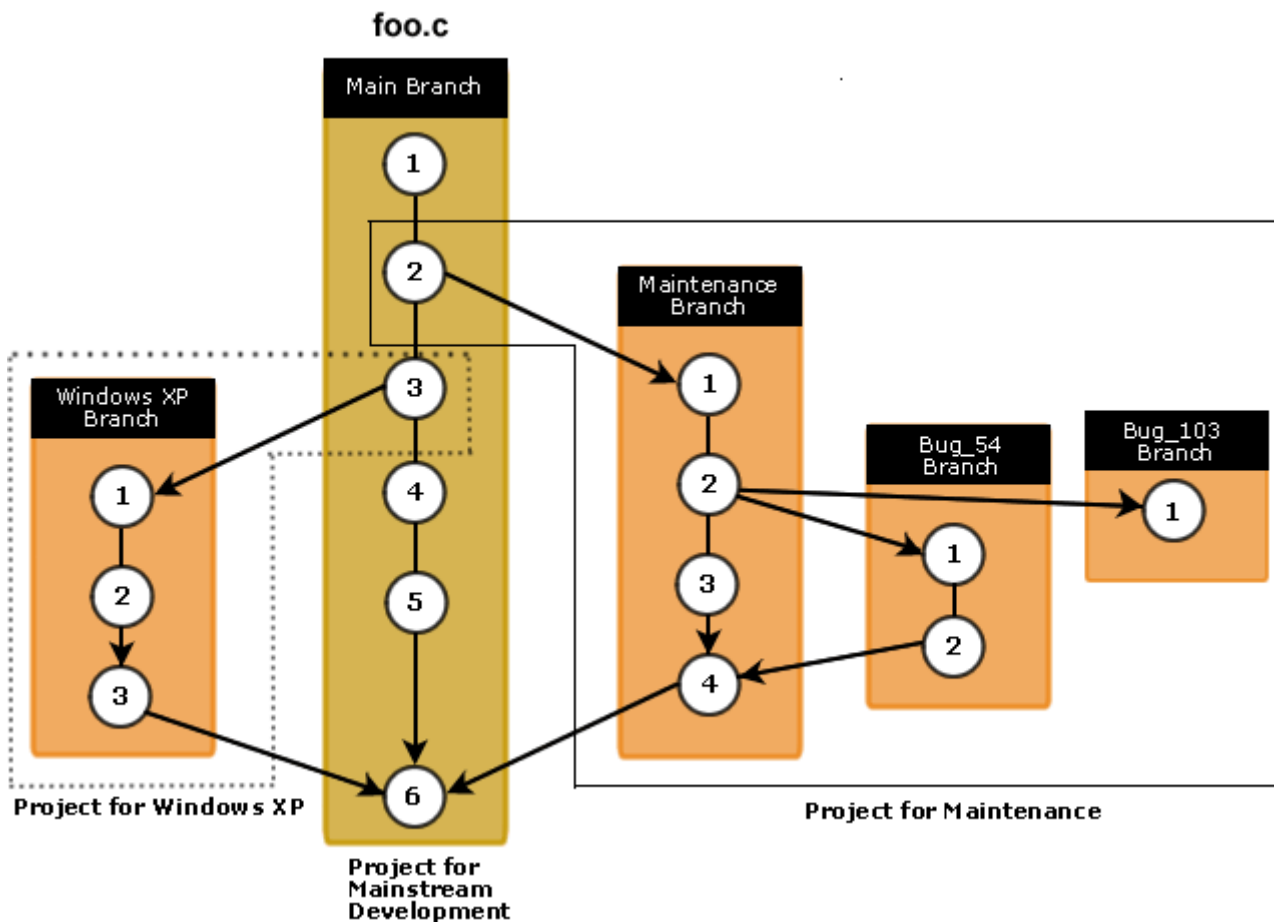 foo.c
Main Branch
1
2
3
4
5
6
Windows XP
Branch
1
2
3
Maintenance
Branch
1
2
3
4
Bug_54
Branch
1
2
Bug_103
Branch
1
Project for Windows XP
Project for
Mainstream
Development
Project for Maintenance